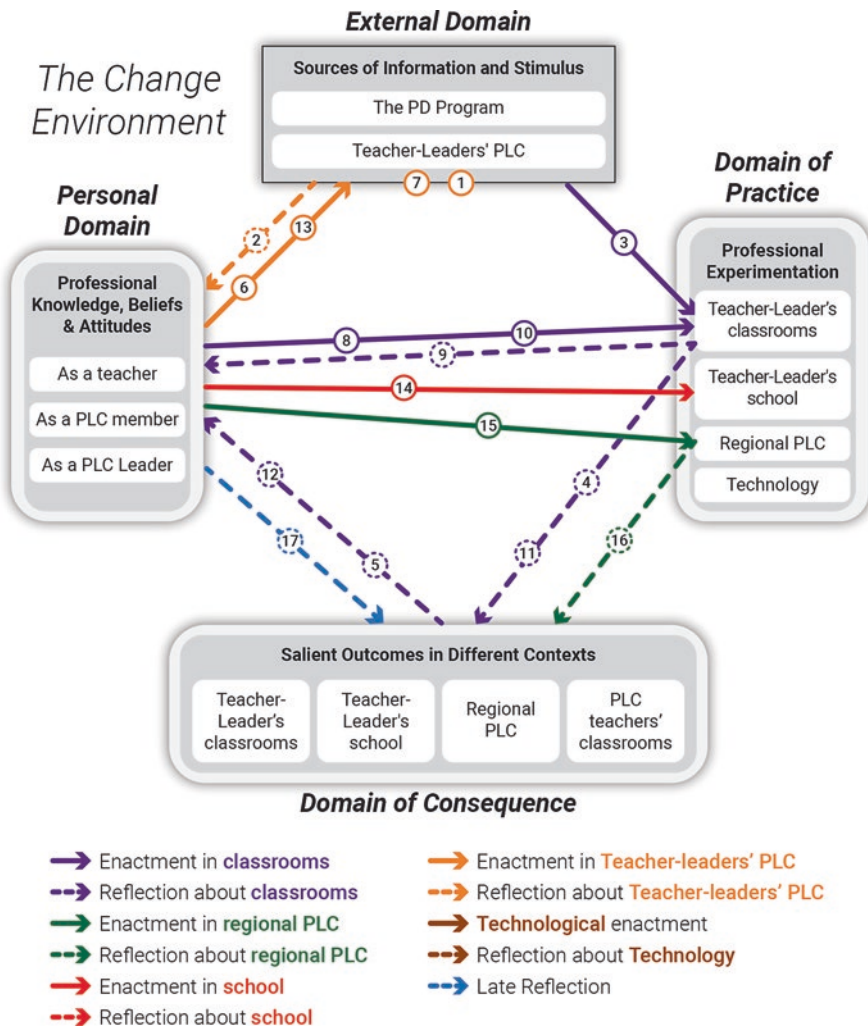 External Domain
The Change
Environment
Sources of Information and Stimulus
The PD Program
Teacher-Leaders' PLC
7
1
Personal
Domain
Domain of
Practice
2
13
6
3
Professional
Knowledge, Beliefs
& Attitudes
As a teacher
As a PLC member
As a PLC Leader
Professional
Experimentation
Teacher-Leader's
classrooms
Teacher-Leader's
school
Regional PLC
Technology
8
10
9
14
15
12
4
17
5
11
16
Salient Outcomes in Different Contexts
Teacher-
Leader's
classrooms
Teacher-
Leader's
school
Regional
PLC
PLC
teachers'
classrooms
Domain of Consequence
Enactment in classrooms
Reflection about classrooms
Enactment in regional PLC
Reflection about regional PLC
Enactment in school
Reflection about school
Enactment in Teacher-leaders' PLC
Reflection about Teacher-leaders' PLC
Technological enactment
Reflection about Technology
Late Reflection